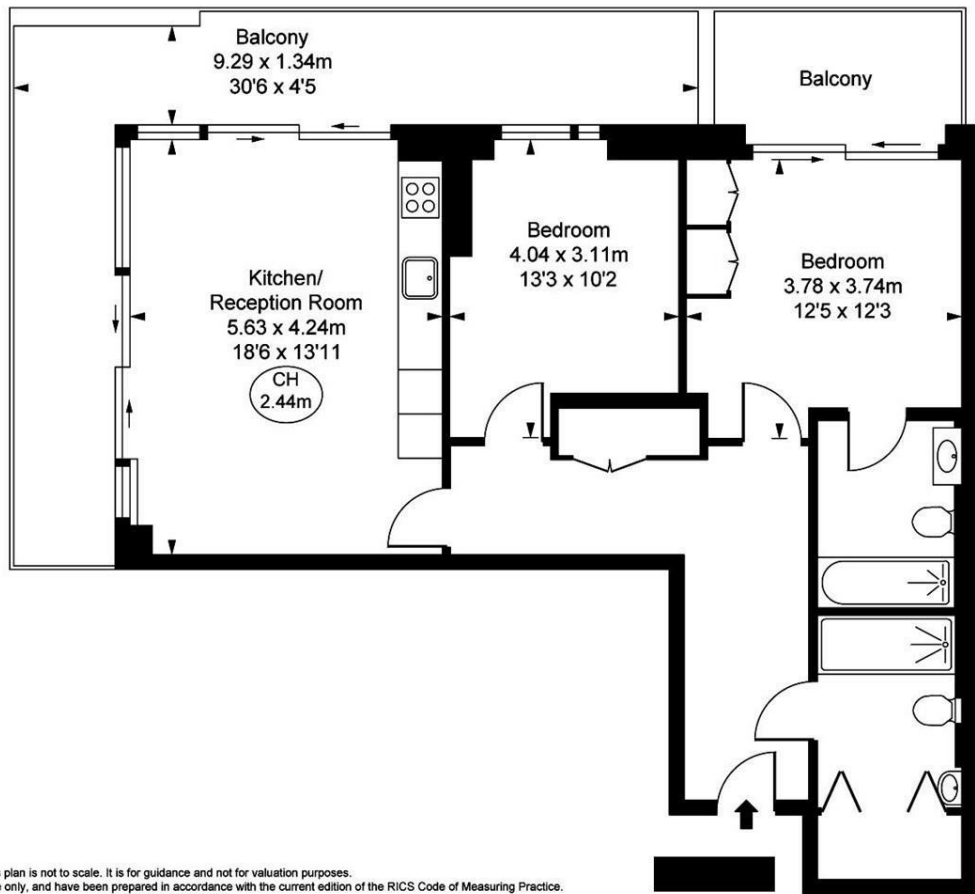 Balcony
9.29 x 1.34m
30'6 x 4'5
Balcony
Bedroom
4.04 x 3.11m
13'3 x 10'2
Bedroom
3.78 x 3.74m
12'5 x 12'3
Kitchen/
Reception Room
5.63 x 4.24m
18'6 x 13'11
CH
2.44m
plan is not to scale. It is for guidance and not for valuation purposes.
only, and have been prepared in accordance with the current edition of the RICS Code of Measuring Practice.